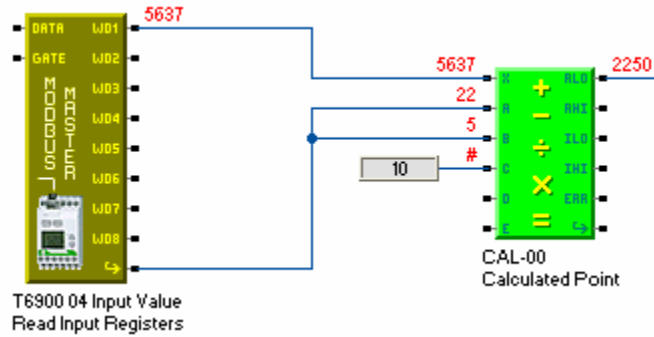 5637
DATA WD1
GATE WD2
MODBUS MASTER
WD3
WD4
WD5
WD6
WD7
WD8
T6900 04 Input Value
Read Input Registers
5637
22
5
#
10
X RLO
A AHI
B ILO
C IHI
D ERR
E
+
−
÷
×
=
2250
CAL-00
Calculated Point